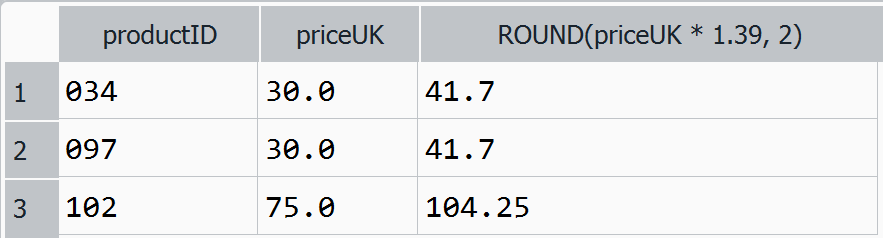 productID priceUK ROUND(priceUK * 1.39, 2)
1 034 30.0 41.7
2 097 30.0 41.7
3 102 75.0 104.25